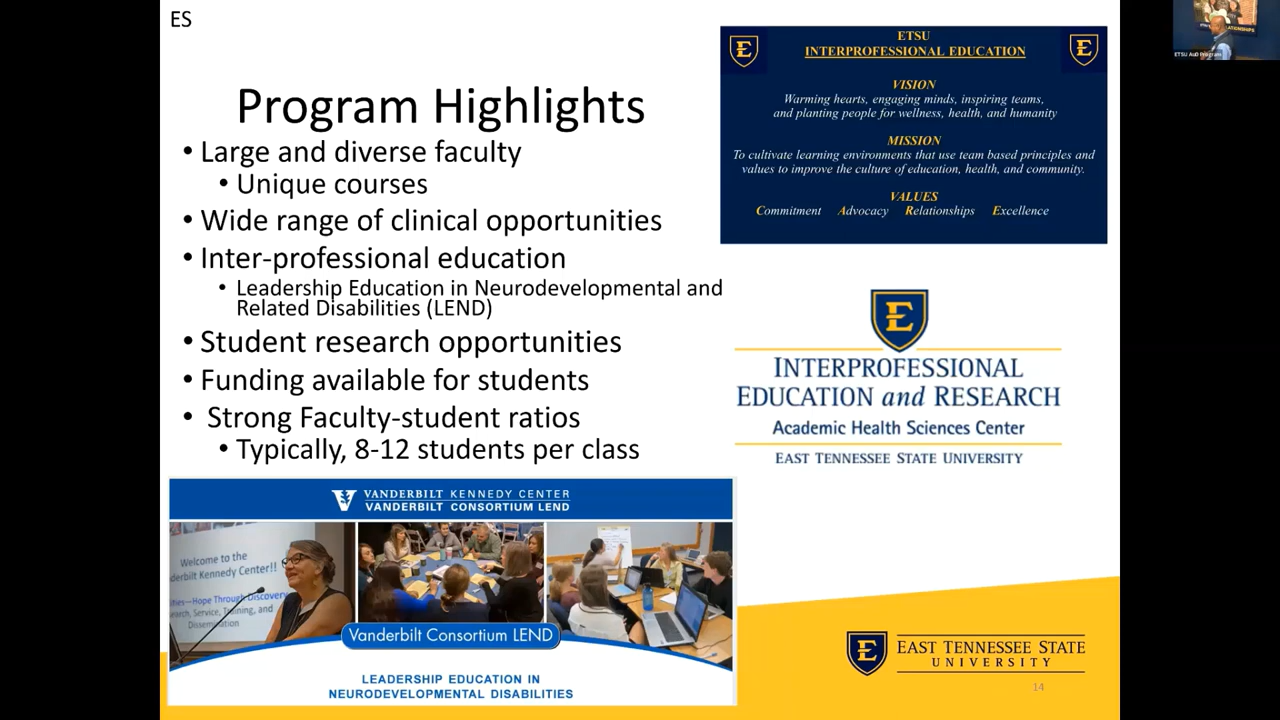 ES
Program Highlights
• Large and diverse faculty
• Unique courses
• Wide range of clinical opportunities
• Inter-professional education
• Leadership Education in Neurodevelopmental and
Related Disabilities (LEND)
• Student research opportunities
• Funding available for students
• Strong Faculty-student ratios
• Typically, 8-12 students per class
E
E
ETSU
INTERPROFESSIONAL EDUCATION
VISION
Warming hearts, engaging minds, inspiring teams,
and planting people for wellness, health, and humanity
MISSION
To cultivate learning environments that use team based principles and
values to improve the culture of education, health, and community.
VALUES
Commitment Advocacy Relationships Excellence
E
INTERPROFESSIONAL
EDUCATION and RESEARCH
Academic Health Sciences Center
EAST TENNESSEE STATE UNIVERSITY
V VANDERBILT KENNEDY CENTER
VANDERBILT CONSORTIUM LEND
Welcome to the
derbilt Kennedy Center!!
ities—Hope Through Discovery
earch, Service, Training, and
Dissemination
Vanderbilt Consortium LEND
LEADERSHIP EDUCATION IN
NEURODEVELOPMENTAL DISABILITIES
E
EAST TENNESSEE STATE
UNIVERSITY
14
ETSU AuD Program